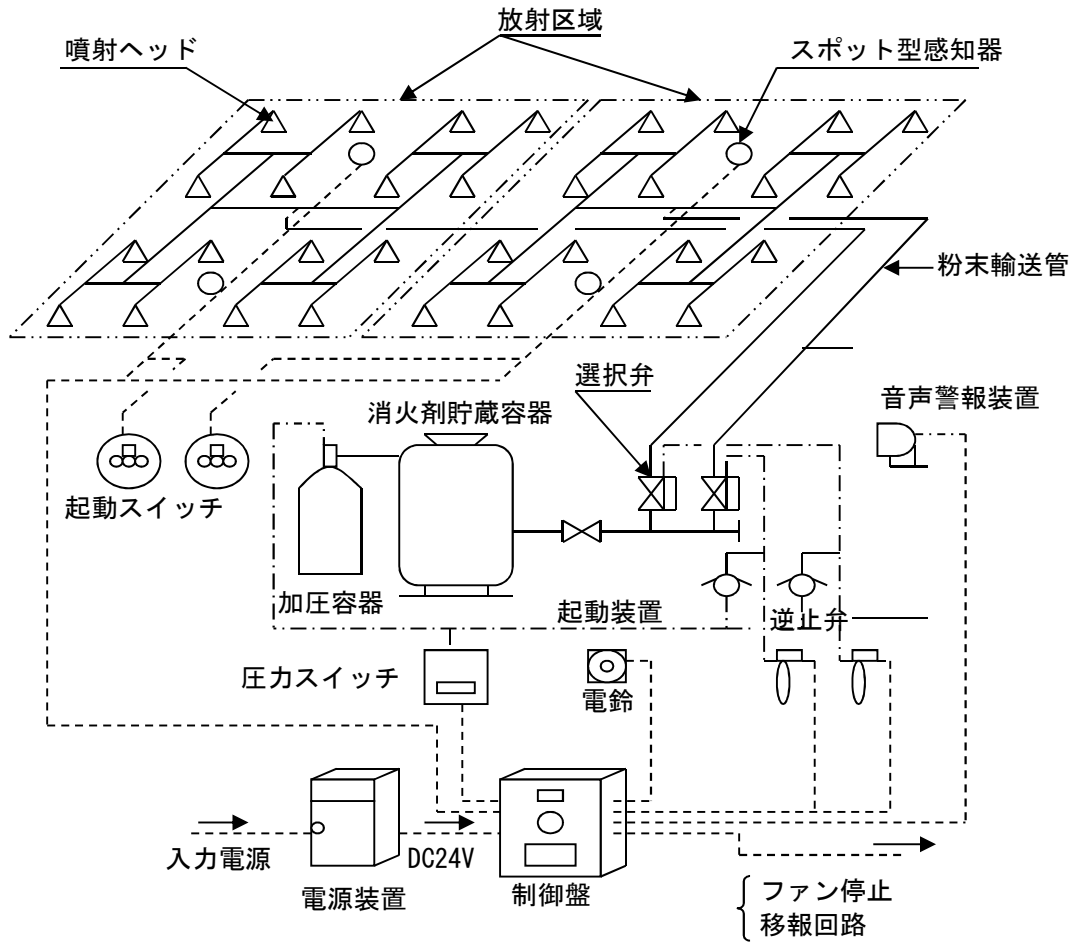 放射区域
噴射ヘッド
スポット型感知器
粉末輸送管
選択弁
消火剤貯蔵容器
音声警報装置
起動スイッチ
加圧容器
起動装置
逆止弁
圧力スイッチ
電鈴
入力電源
DC24V
電源装置
制御盤
ファン停止
移報回路